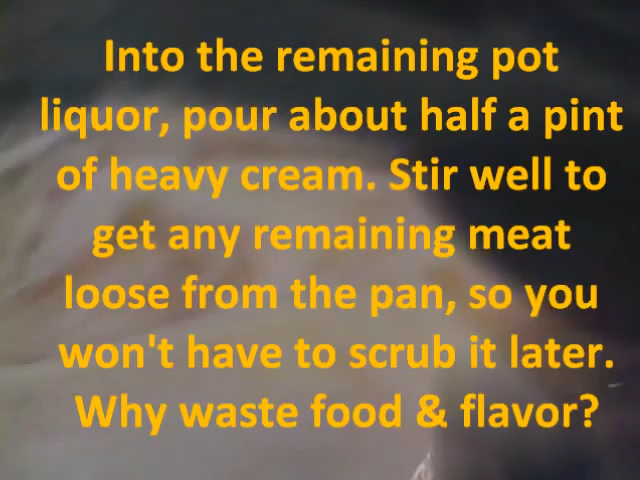 Into the remaining pot
liquor, pour about half a pint
of heavy cream. Stir well to
get any remaining meat
loose from the pan, so you
won't have to scrub it later.
Why waste food & flavor?